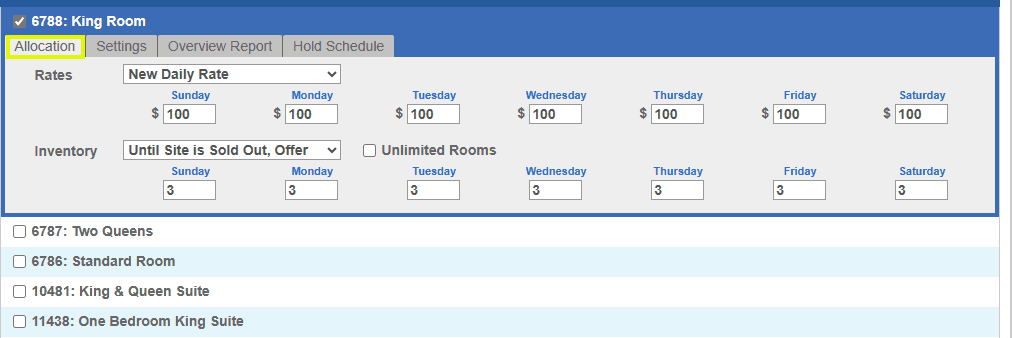 6788: King Room
Allocation Settings Overview Report Hold Schedule
Rates New Daily Rate
Sunday Monday Tuesday Wednesday Thursday Friday Saturday
$ 100 $ 100 $ 100 $ 100 $ 100 $ 100 $ 100
Inventory Until Site is Sold Out, Offer Unlimited Rooms
Sunday Monday Tuesday Wednesday Thursday Friday Saturday
3 3 3 3 3 3 3
6787: Two Queens
6786: Standard Room
10481: King & Queen Suite
11438: One Bedroom King Suite